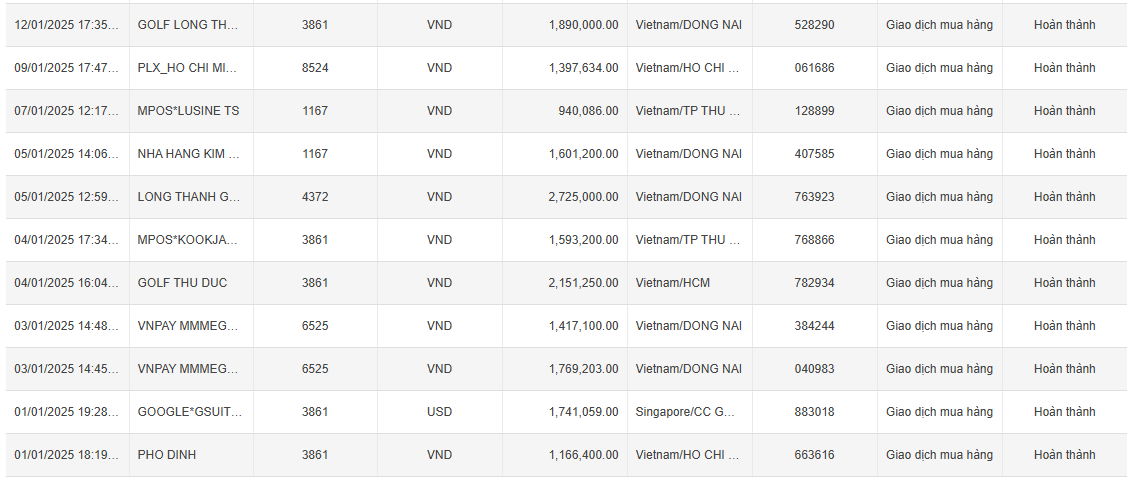 12/01/2025 17:35... GOLF LONG TH... 3861 VND 1,890,000.00 Vietnam/DONG NAI 528290 Giao dịch mua hàng Hoàn thành
09/01/2025 17:47... PLX_HO CHI MI... 8524 VND 1,397,634.00 Vietnam/HO CHI ... 061686 Giao dịch mua hàng Hoàn thành
07/01/2025 12:17... MPOS*LUSINE TS 1167 VND 940,086.00 Vietnam/TP THU ... 128899 Giao dịch mua hàng Hoàn thành
05/01/2025 14:06... NHA HANG KIM ... 1167 VND 1,601,200.00 Vietnam/DONG NAI 407585 Giao dịch mua hàng Hoàn thành
05/01/2025 12:59... LONG THANH G... 4372 VND 2,725,000.00 Vietnam/DONG NAI 763923 Giao dịch mua hàng Hoàn thành
04/01/2025 17:34... MPOS*KOOKJA... 3861 VND 1,593,200.00 Vietnam/TP THU ... 768866 Giao dịch mua hàng Hoàn thành
04/01/2025 16:04... GOLF THU DUC 3861 VND 2,151,250.00 Vietnam/HCM 782934 Giao dịch mua hàng Hoàn thành
03/01/2025 14:48... VNPAY MMMEG... 6525 VND 1,417,100.00 Vietnam/DONG NAI 384244 Giao dịch mua hàng Hoàn thành
03/01/2025 14:45... VNPAY MMMEG... 6525 VND 1,769,203.00 Vietnam/DONG NAI 040983 Giao dịch mua hàng Hoàn thành
01/01/2025 19:28... GOOGLE*GSUIT... 3861 USD 1,741,059.00 Singapore/CC G... 883018 Giao dịch mua hàng Hoàn thành
01/01/2025 18:19... PHO DINH 3861 VND 1,166,400.00 Vietnam/HO CHI ... 663616 Giao dịch mua hàng Hoàn thành